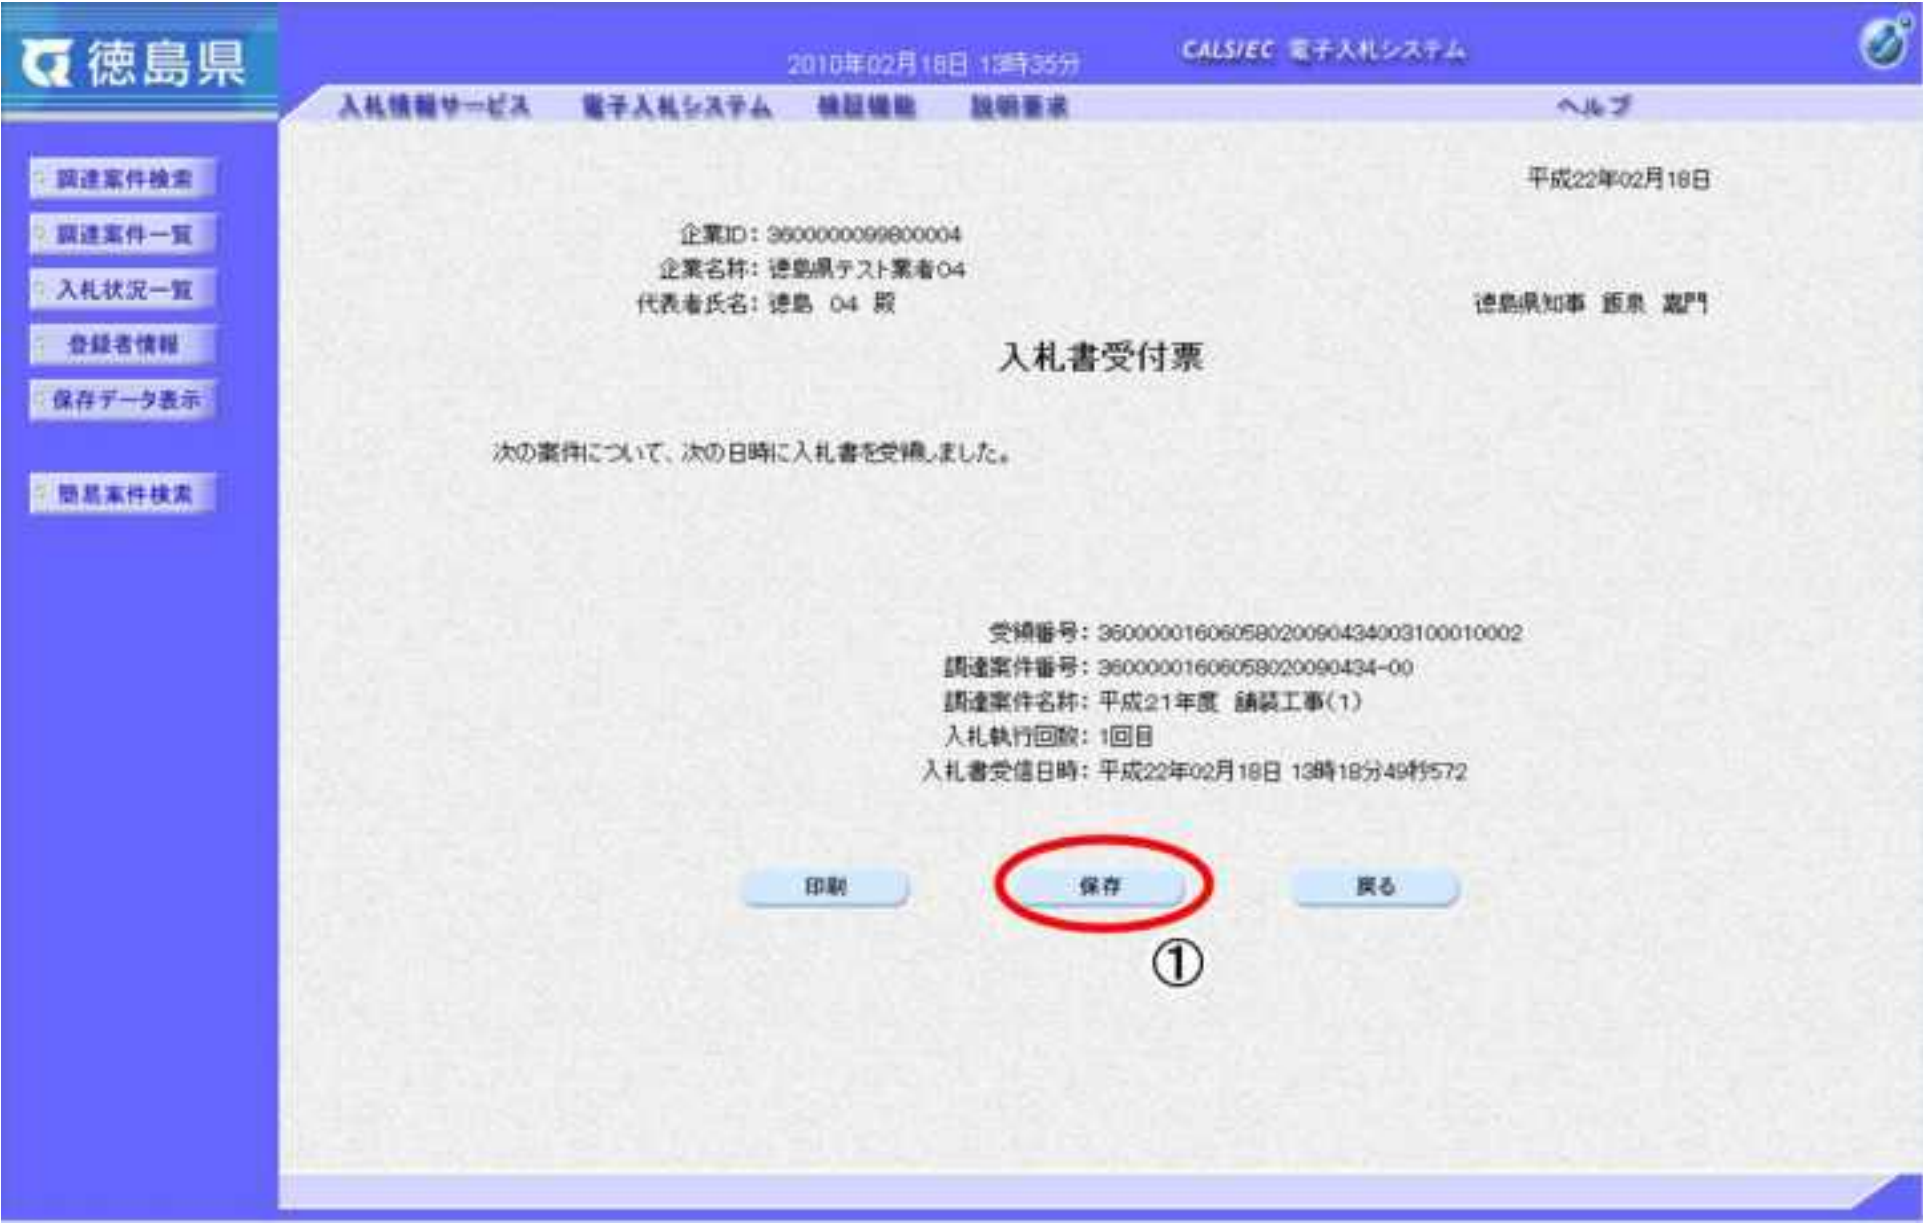 徳島県
2010年02月18日 13時35分
CALS/EC 電子入札システム
入札情報サービス 電子入札システム 検証機能 説明要求 ヘルプ
調達案件検索
調達案件一覧
入札状況一覧
登録者情報
保存データ表示
簡易案件検索
平成22年02月18日
企業ID:3600000099800004
企業名称:徳島県テスト業者04
代表者氏名:徳島 04 殿
徳島県知事 飯泉 嘉門
入札書受付票
次の案件について、次の日時に入札書を受領しました。
受領番号:36000001606058020090434003100010002
調達案件番号:3600000160605802009​0434-00
調達案件名称:平成21年度 舗装工事(1)
入札執行回数:1回目
入札書受信日時:平成22年02月18日 13時18分49秒572
印刷 保存 戻る
①